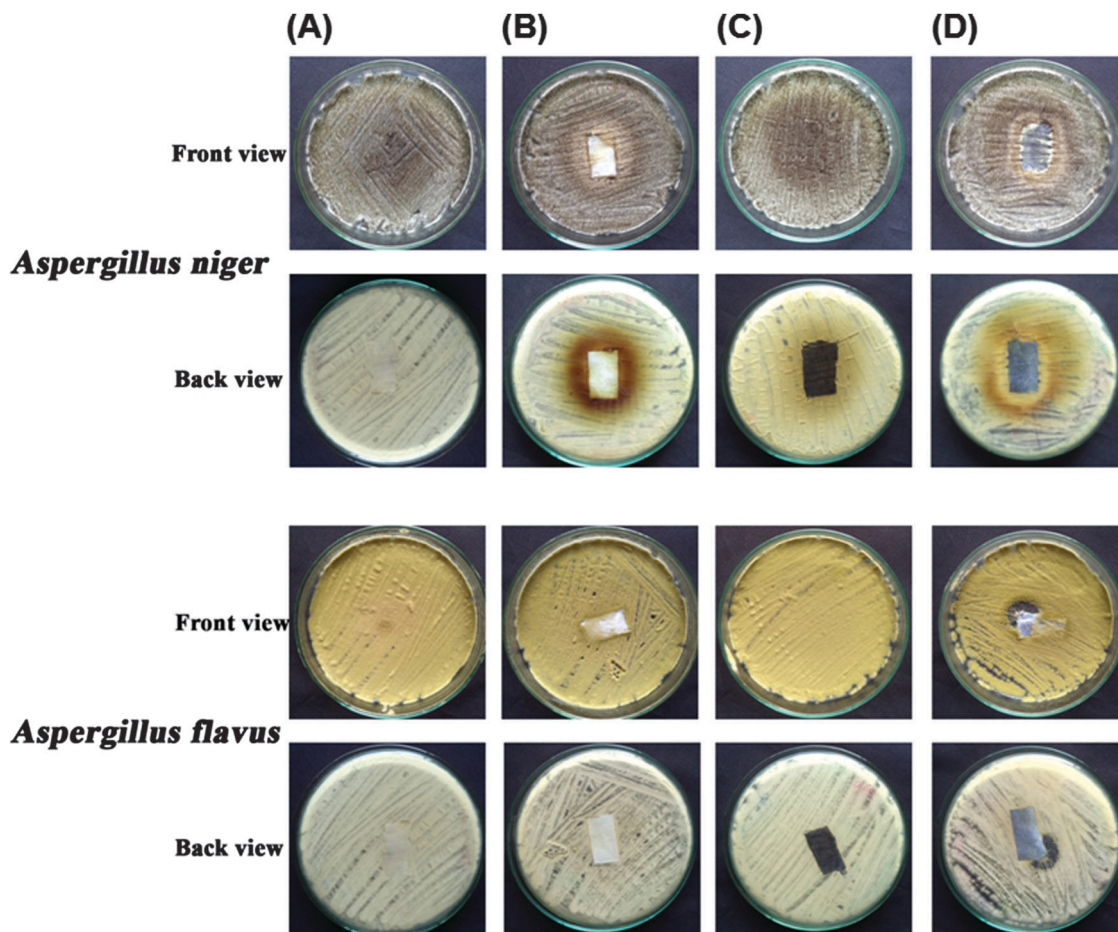 (A) (B) (C) (D)
Front view
Aspergillus niger
Back view
Front view
Aspergillus flavus
Back view